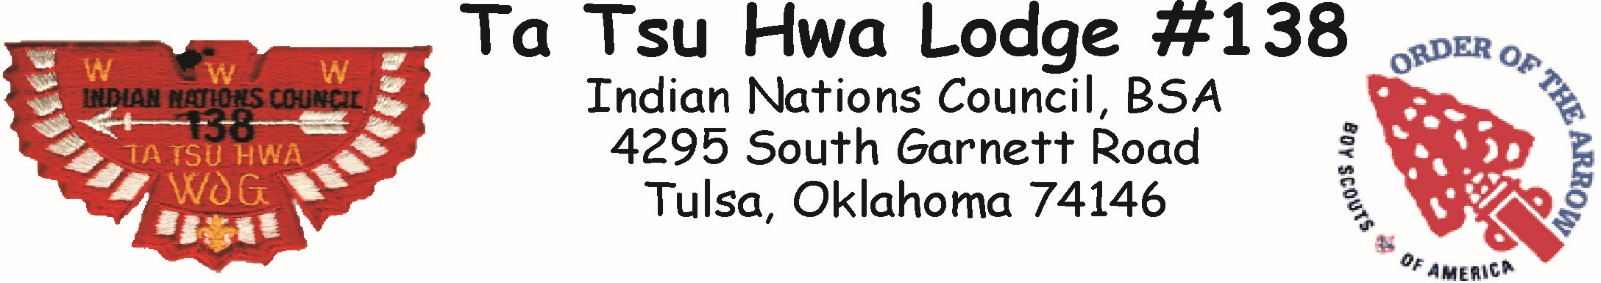 W W W
INDIAN NATIONS COUNCIL
138
TA TSU HWA
WOG
Ta Tsu Hwa Lodge #138
Indian Nations Council, BSA
4295 South Garnett Road
Tulsa, Oklahoma 74146
ORDER OF THE ARROW
BOY SCOUTS OF AMERICA